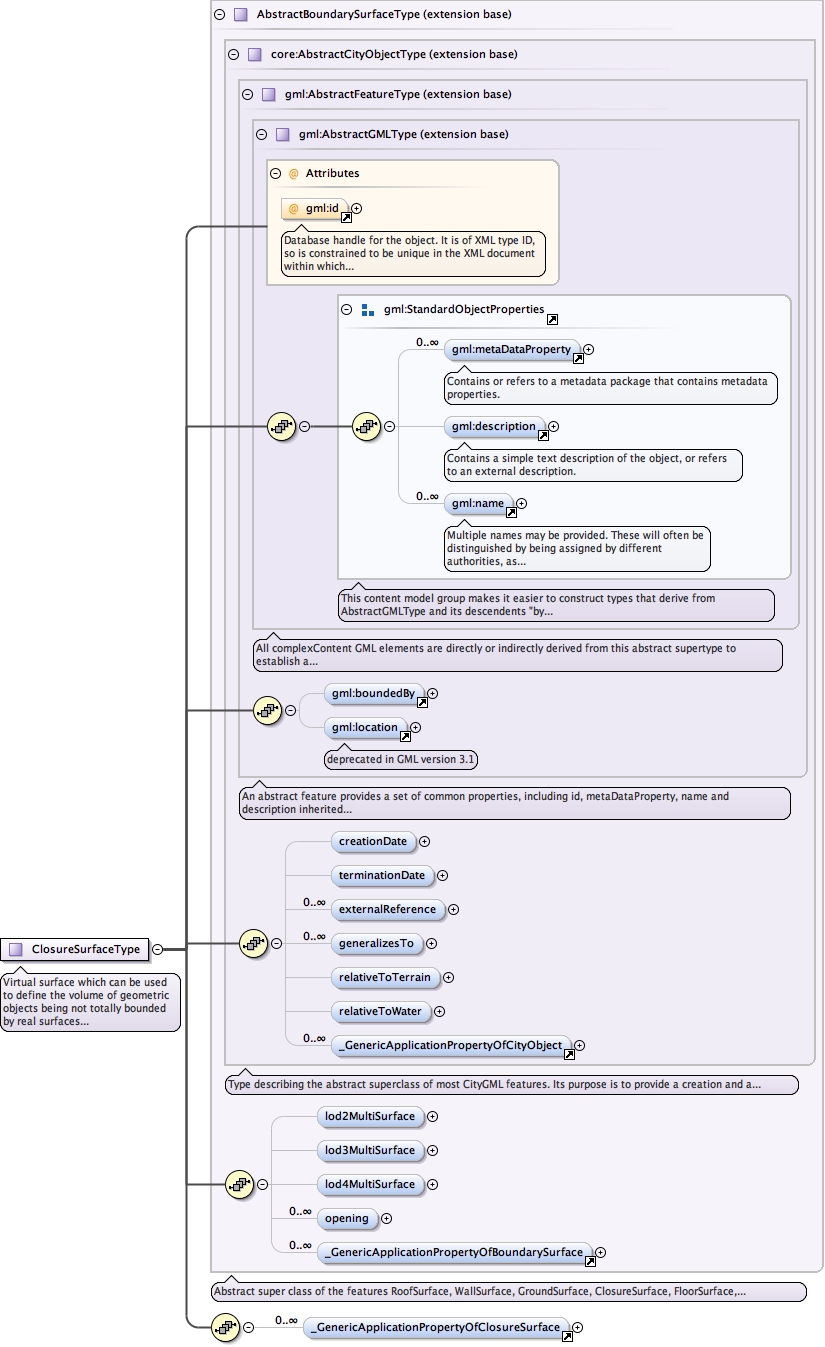 AbstractBoundarySurfaceType (extension base)
core:AbstractCityObjectType (extension base)
gml:AbstractFeatureType (extension base)
gml:AbstractGMLType (extension base)
@ Attributes
@ gml:id
Database handle for the object. It is of XML type ID,
so is constrained to be unique in the XML document
within which...
gml:StandardObjectProperties
0..∞
gml:metaDataProperty
Contains or refers to a metadata package that contains metadata
properties.
gml:description
Contains a simple text description of the object, or refers
to an external description.
0..∞
gml:name
Multiple names may be provided. These will often be
distinguished by being assigned by different
authorities, as...
This content model group makes it easier to construct types that derive from
AbstractGMLType and its descendents "by...
All complexContent GML elements are directly or indirectly derived from this abstract supertype to
establish a...
gml:boundedBy
gml:location
deprecated in GML version 3.1
An abstract feature provides a set of common properties, including id, metaDataProperty, name and
description inherited...
creationDate
terminationDate
0..∞
externalReference
0..∞
generalizesTo
ClosureSurfaceType
Virtual surface which can be used
to define the volume of geometric
objects being not totally bounded
by real surfaces...
relativeToTerrain
relativeToWater
0..∞
_GenericApplicationPropertyOfCityObject
Type describing the abstract superclass of most CityGML features. Its purpose is to provide a creation and a...
lod2MultiSurface
lod3MultiSurface
lod4MultiSurface
0..∞
opening
0..∞
_GenericApplicationPropertyOfBoundarySurface
Abstract super class of the features RoofSurface, WallSurface, GroundSurface, ClosureSurface, FloorSurface,...
0..∞
_GenericApplicationPropertyOfClosureSurface